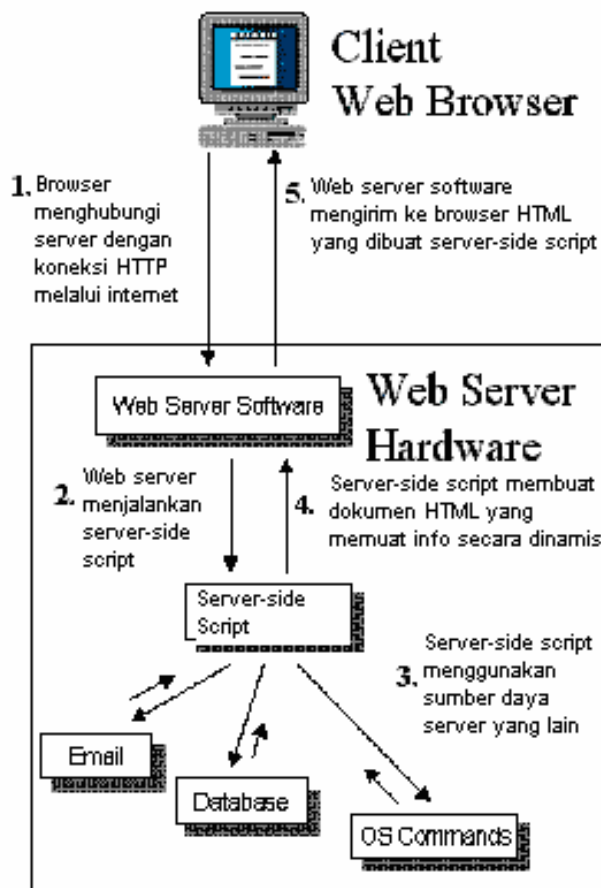 Client
Web Browser
1. Browser
menghubungi
server dengan
koneksi HTTP
melalui internet
5. Web server software
mengirim ke browser HTML
yang dibuat server-side script
Web Server Software
Web Server
Hardware
2. Web server
menjalankan
server-side
script
4. Server-side script membuat
dokumen HTML yang
memuat info secara dinamis
Server-side
Script
3. Server-side script
menggunakan
sumber daya
server yang lain
Email
Database
OS Commands